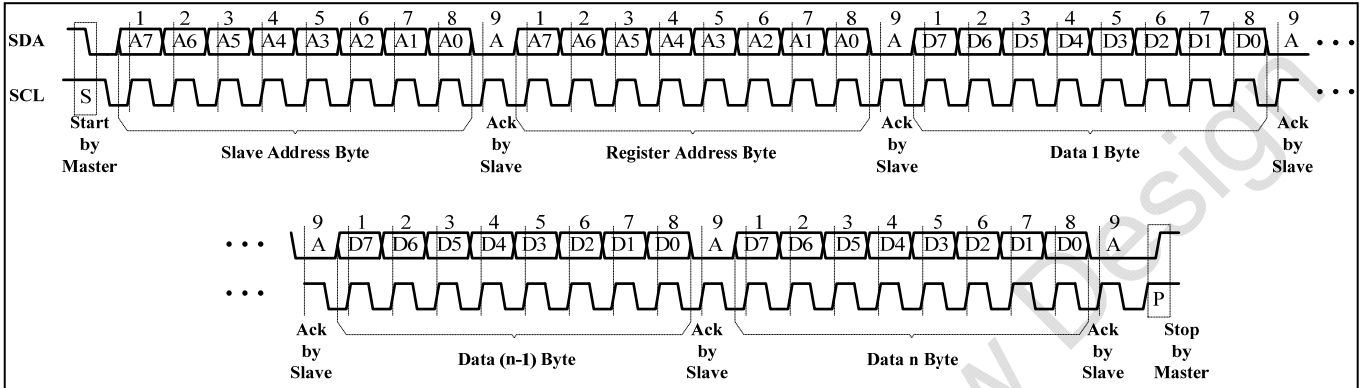 1 2 3 4 5 6 7 8 9 1 2 3 4 5 6 7 8 9 1 2 3 4 5 6 7 8 9
SDA A7 A6 A5 A4 A3 A2 A1 A0 A A7 A6 A5 A4 A3 A2 A1 A0 A D7 D6 D5 D4 D3 D2 D1 D0 A • • •
SCL S • • •
Start by Master
Slave Address Byte
Ack by Slave
Register Address Byte
Ack by Slave
Data 1 Byte
Ack by Slave
9 1 2 3 4 5 6 7 8 9 1 2 3 4 5 6 7 8 9
• • • A D7 D6 D5 D4 D3 D2 D1 D0 A D7 D6 D5 D4 D3 D2 D1 D0 A
• • • P
Ack by Slave
Data (n-1) Byte
Ack by Slave
Data n Byte
Ack by Slave
Stop by Master
Design